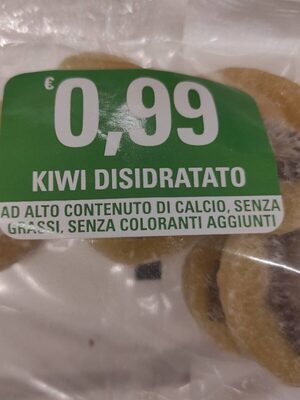 € 0,99
KIWI DISIDRATATO
AD ALTO CONTENUTO DI CALCIO, SENZA
GRASSI, SENZA COLORANTI AGGIUNTI